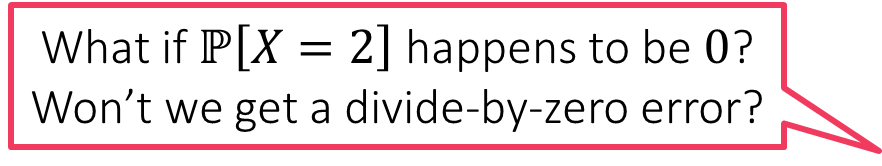 What if ℙ[𝑋 = 2] happens to be 0?
Won’t we get a divide-by-zero error?